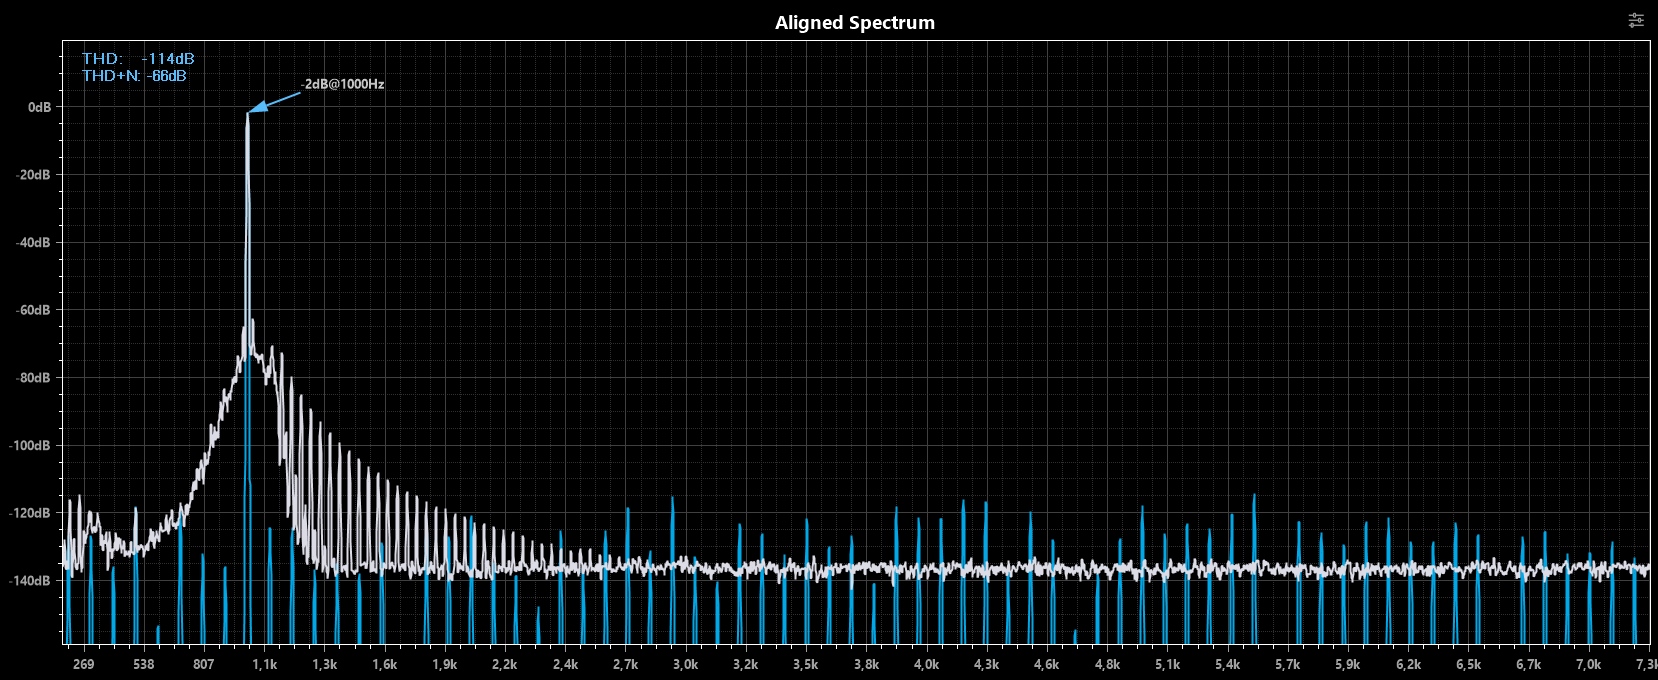 Aligned Spectrum
THD: -114dB
THD+N: -66dB
-2dB@1000Hz
0dB
-20dB
-40dB
-60dB
-80dB
-100dB
-120dB
-140dB
269 538 807 1,1k 1,3k 1,6k 1,9k 2,2k 2,4k 2,7k 3,0k 3,2k 3,5k 3,8k 4,0k 4,3k 4,6k 4,8k 5,1k 5,4k 5,7k 5,9k 6,2k 6,5k 6,7k 7,0k 7,3k